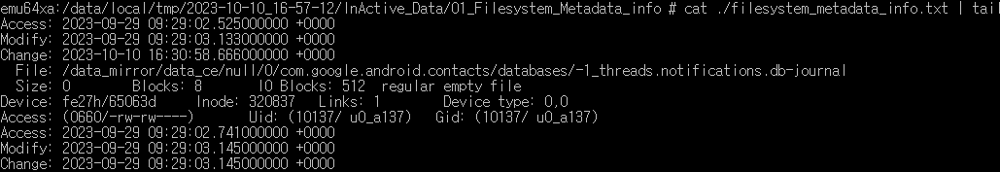 emu64xa:/data/local/tmp/2023-10-10_16-57-12/InActive_Data/01_Filesystem_Metadata_info # cat ./filesystem_metadata_info.txt | tail
Access: 2023-09-29 09:29:02.525000000 +0000
Modify: 2023-09-29 09:29:03.133000000 +0000
Change: 2023-10-10 16:30:58.666000000 +0000
File: /data_mirror/data_ce/null/0/com.google.android.contacts/databases/-1_threads.notifications.db-journal
Size: 0 Blocks: 8 IO Blocks: 512 regular empty file
Device: fe27h/65063d Inode: 320837 Links: 1 Device type: 0,0
Access: (0660/-rw-rw----) Uid: (10137/ u0_a137) Gid: (10137/ u0_a137)
Access: 2023-09-29 09:29:02.741000000 +0000
Modify: 2023-09-29 09:29:03.145000000 +0000
Change: 2023-09-29 09:29:03.145000000 +0000